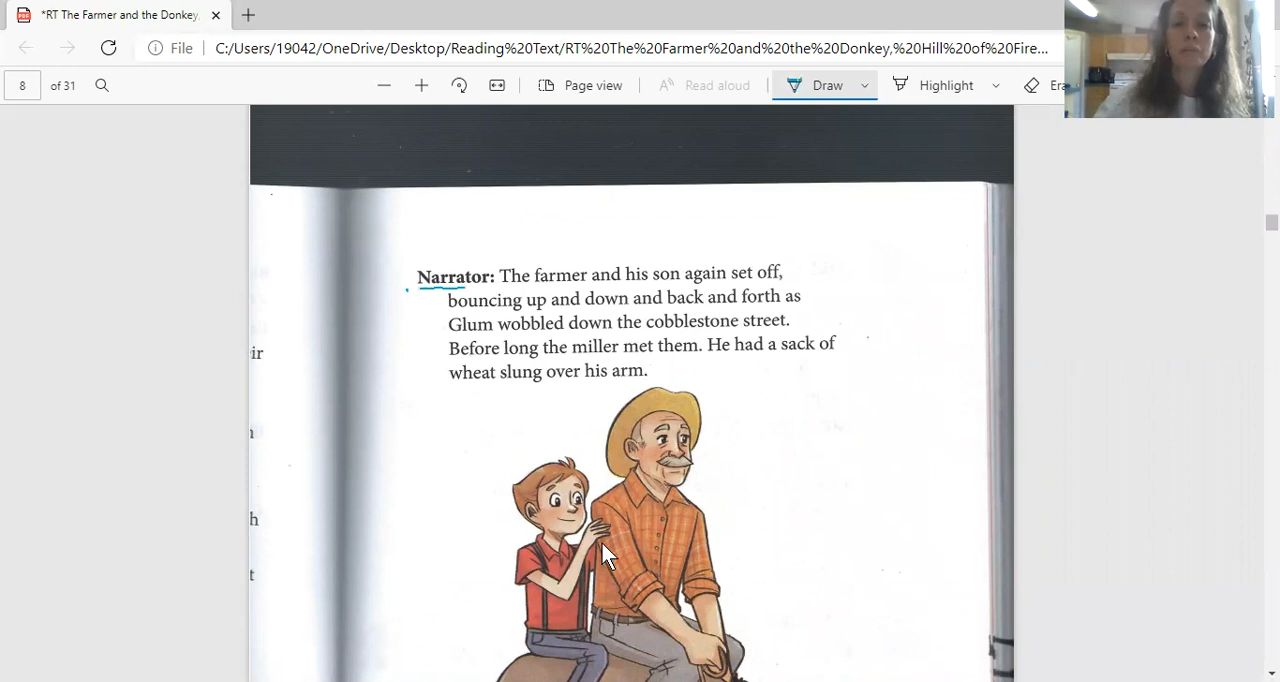 *RT The Farmer and the Donkey,
File
C:/Users/19042/OneDrive/Desktop/Reading%20Text/RT%20The%20Farmer%20and%20the%20Donkey,%20Hill%20of%20Fire...
8 of 31
Page view
Read aloud
Draw
Highlight
Era
Narrator: The farmer and his son again set off,
bouncing up and down and back and forth as
Glum wobbled down the cobblestone street.
Before long the miller met them. He had a sack of
wheat slung over his arm.
ir
h
t